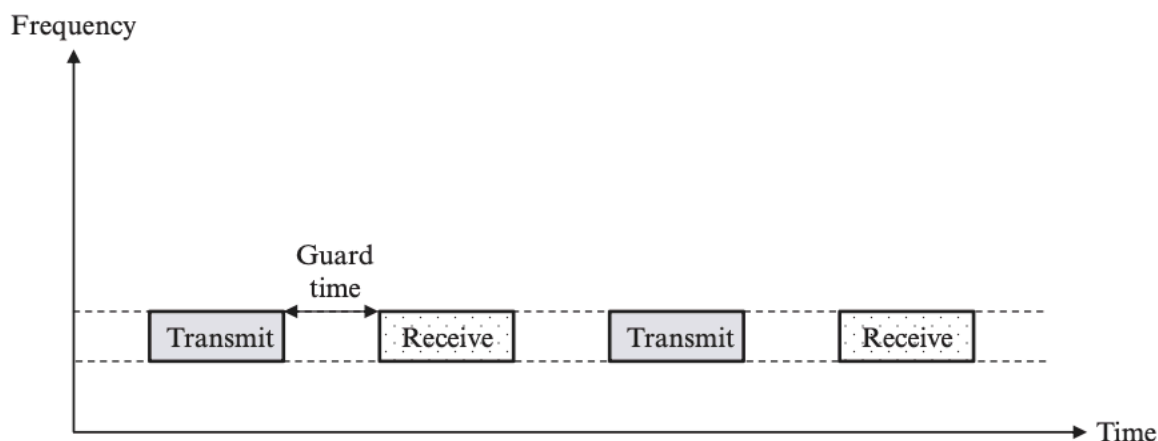 Frequency
Guard
time
Transmit
Receive
Transmit
Receive
Time